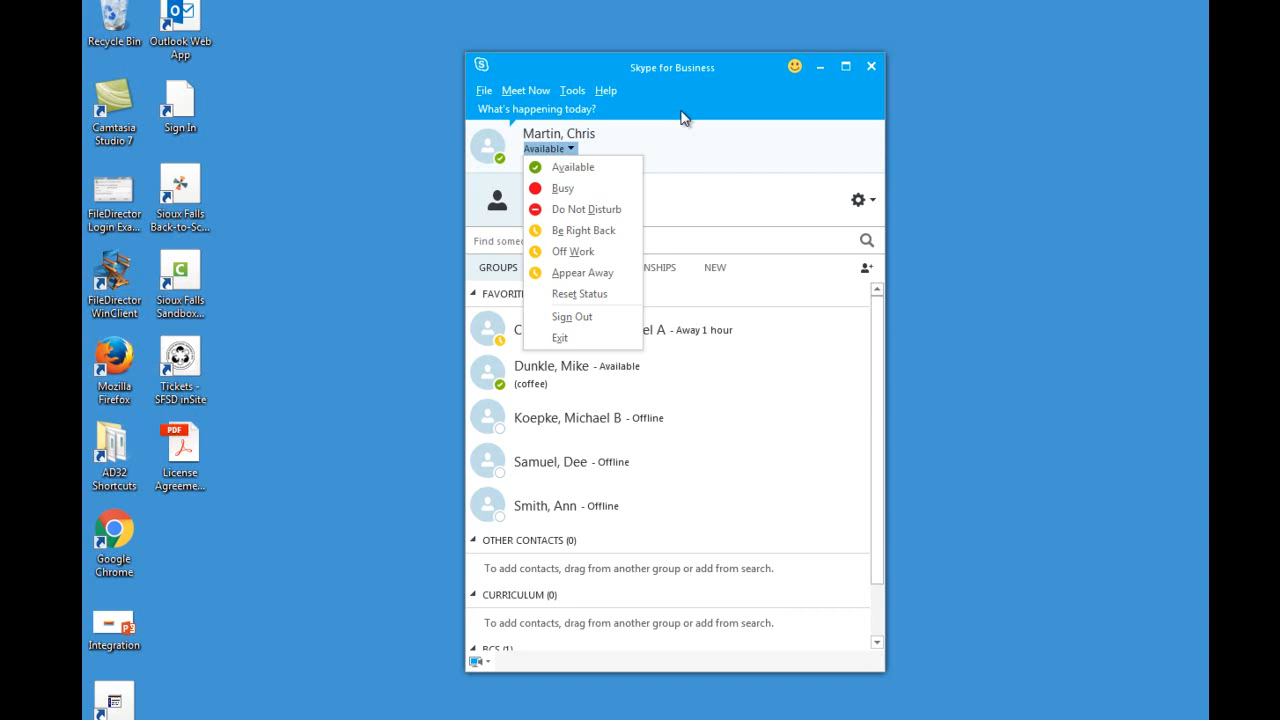 Recycle Bin
Outlook Web
App
Camtasia
Studio 7
Sign In
FileDirector
Login Exa...
Sioux Falls
Back-to-Sc...
FileDirector
WinClient
Sioux Falls
Sandbox...
Mozilla
Firefox
Tickets -
SFSD inSite
AD32
Shortcuts
PDF
License
Agreeme...
Google
Chrome
Integration
Skype for Business
File Meet Now Tools Help
What's happening today?
Martin, Chris
Available
Available
Busy
Do Not Disturb
Be Right Back
Off Work
Appear Away
Reset Status
Sign Out
Exit
GROUPS NEW
el A - Away 1 hour
Dunkle, Mike - Available
(coffee)
Koepke, Michael B - Offline
Samuel, Dee - Offline
Smith, Ann - Offline
OTHER CONTACTS (0)
To add contacts, drag from another group or add from search.
CURRICULUM (0)
To add contacts, drag from another group or add from search.